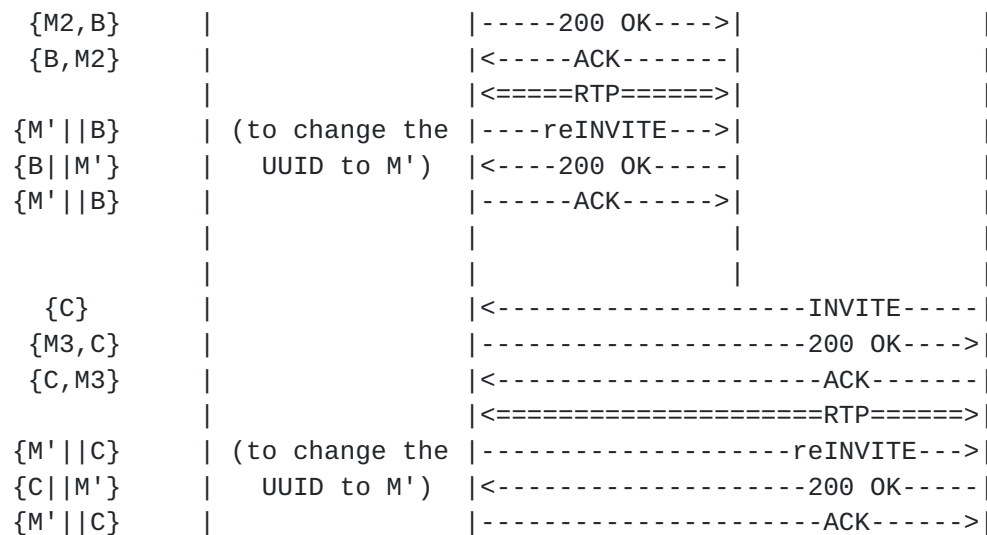 {M2,B}     |                |-----200 OK---->|               |
 {B,M2}     |                |<-----ACK-------|               |
            |                |<=====RTP======>|               |
{M'||B}     | (to change the |----reINVITE--->|               |
{B||M'}     |   UUID to M')  |<----200 OK-----|               |
{M'||B}     |                |------ACK------>|               |
            |                |                |               |
            |                |                |               |
  {C}       |                |<--------------------INVITE-----|
 {M3,C}     |                |---------------------200 OK---->|
 {C,M3}     |                |<----------------------ACK------|
            |                |<=====================RTP======>|
{M'||C}     | (to change the |--------------------reINVITE--->|
{C||M'}     |   UUID to M')  |<--------------------200 OK-----|
{M'||C}     |                |----------------------ACK------>|